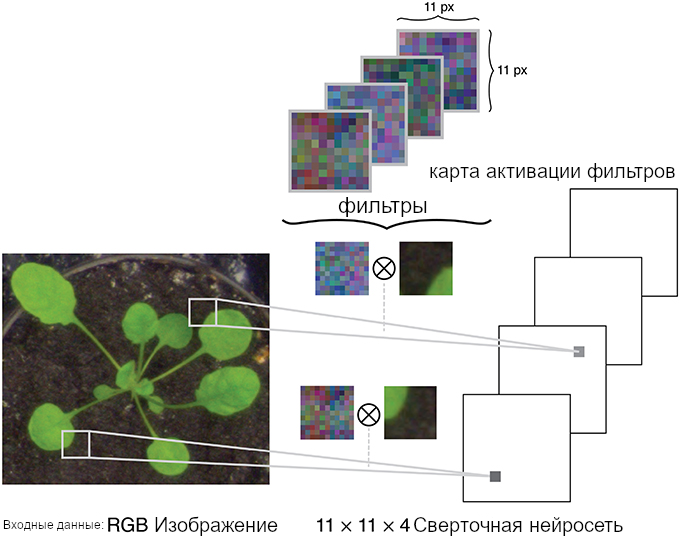 11 px
11 px
карта активации фильтров
фильтры
Входные данные: RGB Изображение
11 × 11 × 4 Сверточная нейросеть